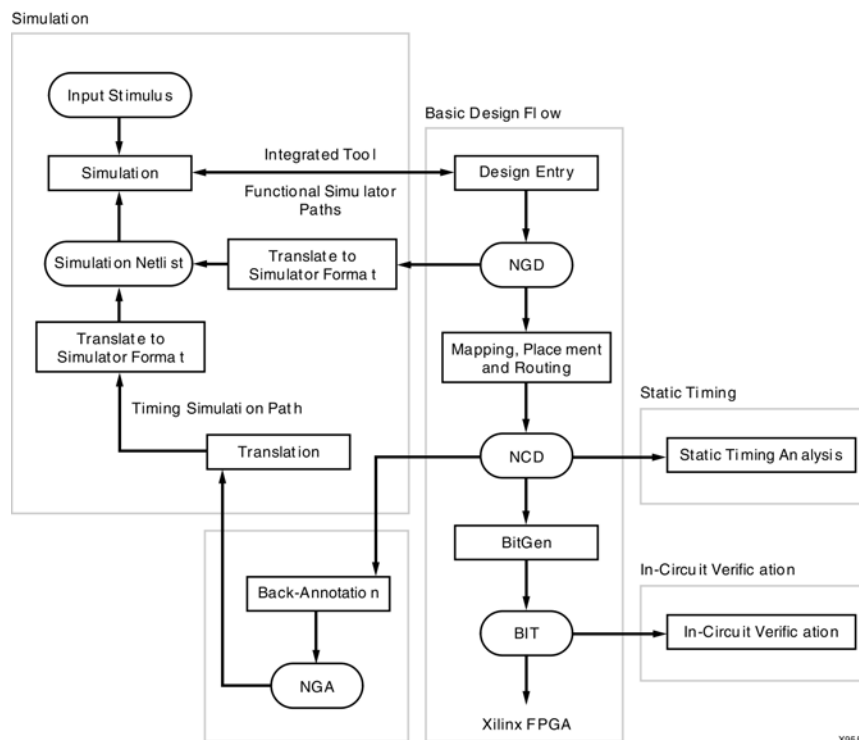 Simulation
Input Stimulus
Basic Design Flow
Integrated Tool
Simulation
Design Entry
Functional Simulator
Paths
Simulation Netlist
Translate to
Simulator Format
NGD
Translate to
Simulator Format
Mapping, Placement
and Routing
Static Timing
Timing Simulation Path
Translation
NCD
Static Timing Analysis
BitGen
In-Circuit Verification
Back-Annotation
BIT
In-Circuit Verification
NGA
Xilinx FPGA